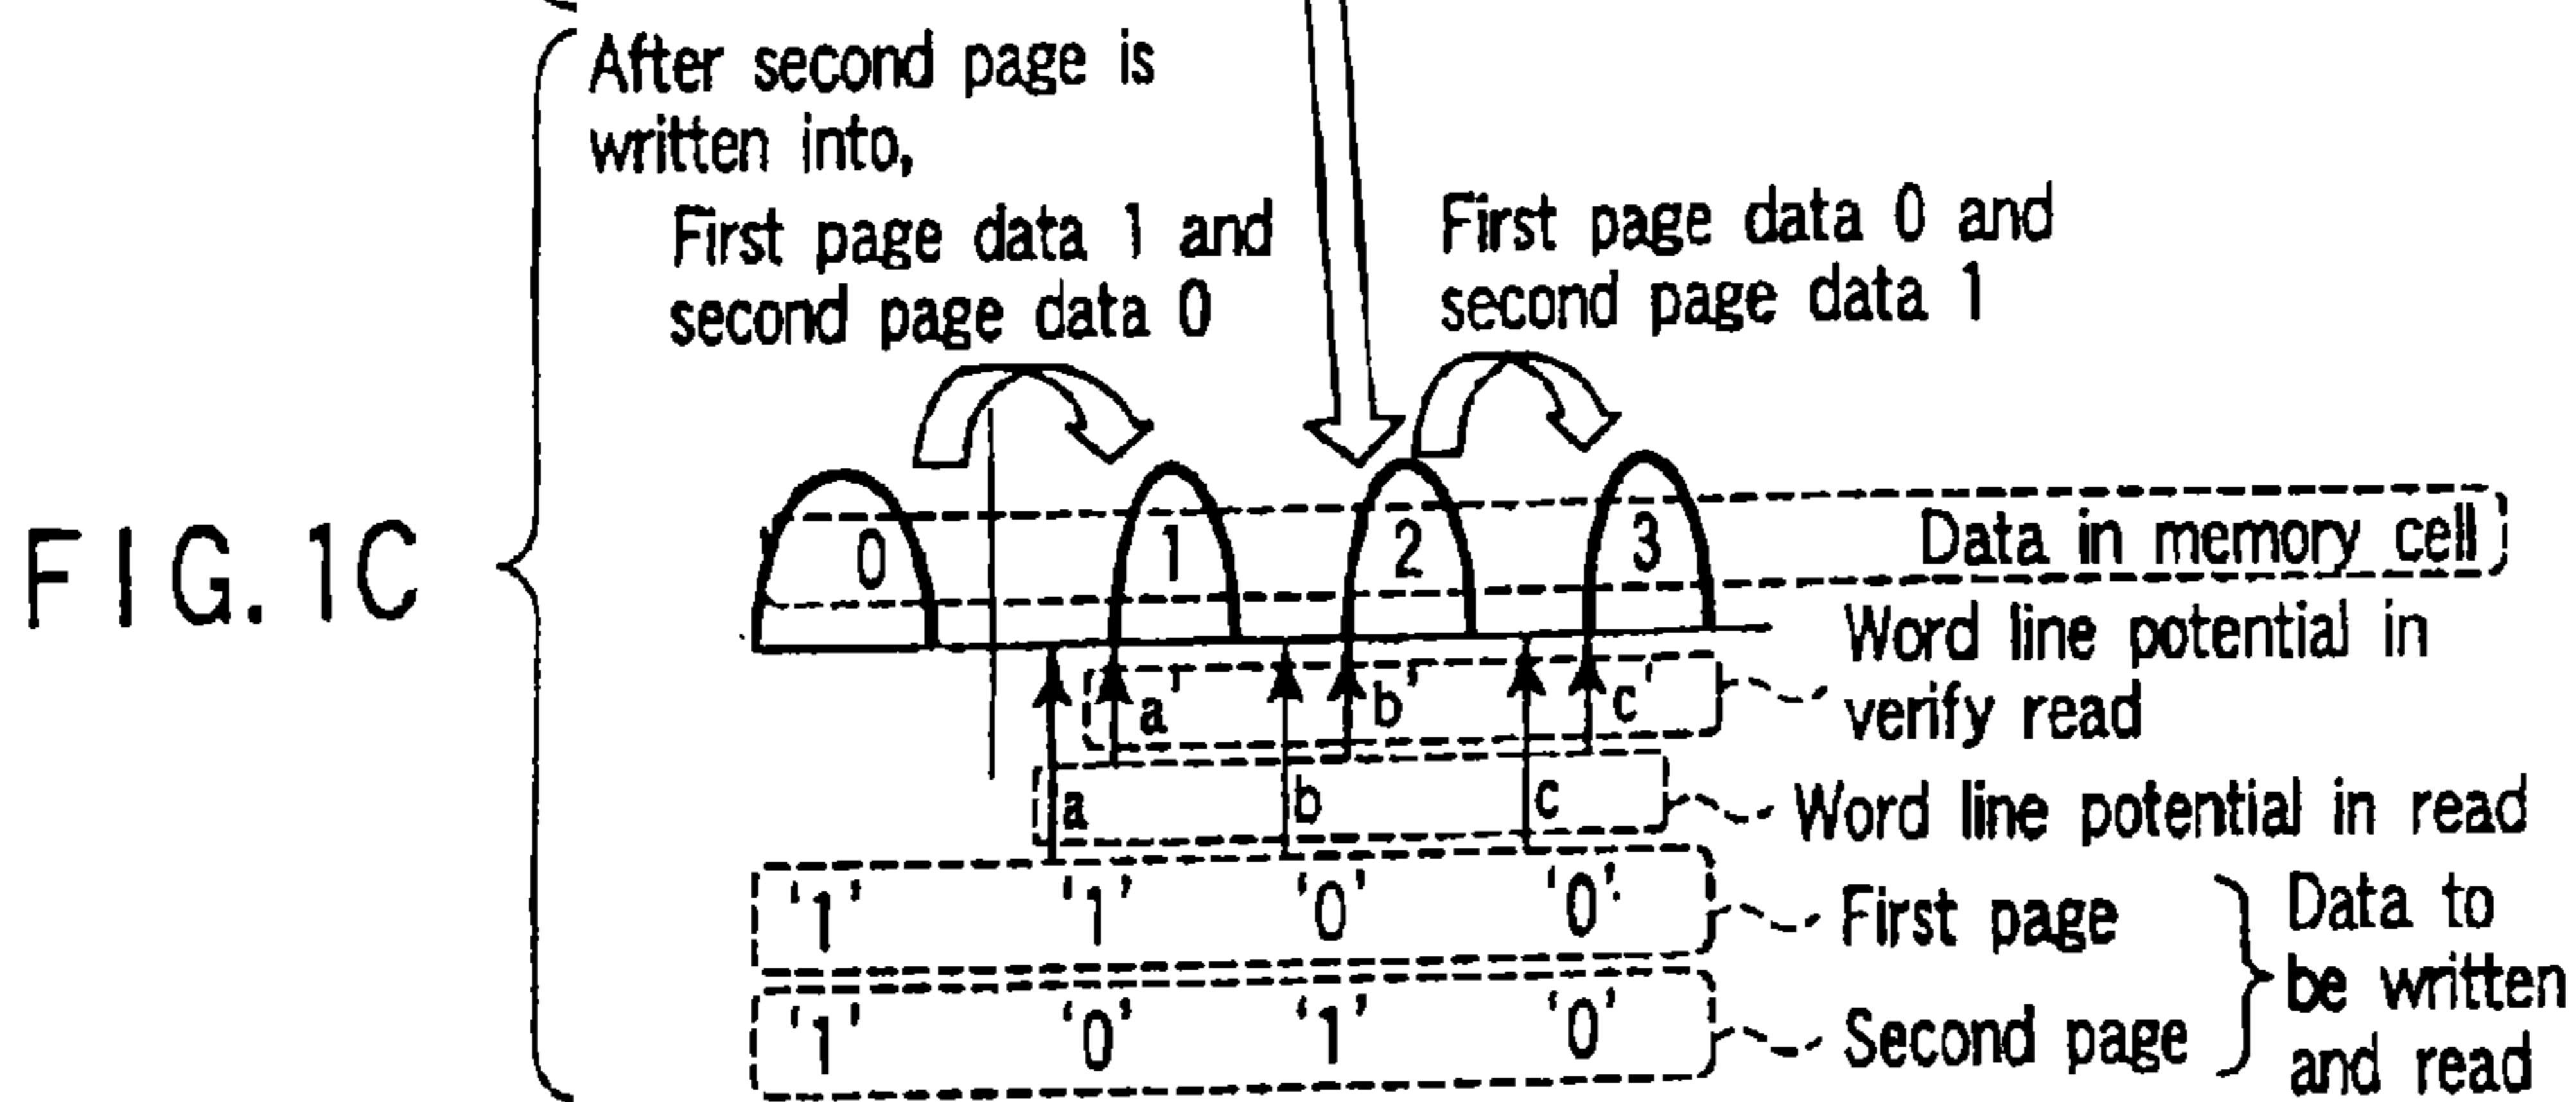 FIG. 1C
After second page is
written into,
First page data 1 and
second page data 0
First page data 0 and
second page data 1
0 1 2 3 Data in memory cell
Word line potential in
verify read
a' b' c'
a b c Word line potential in read
'1' '1' '0' '0' First page
'1' '0' '1' '0' Second page
Data to
be written
and read